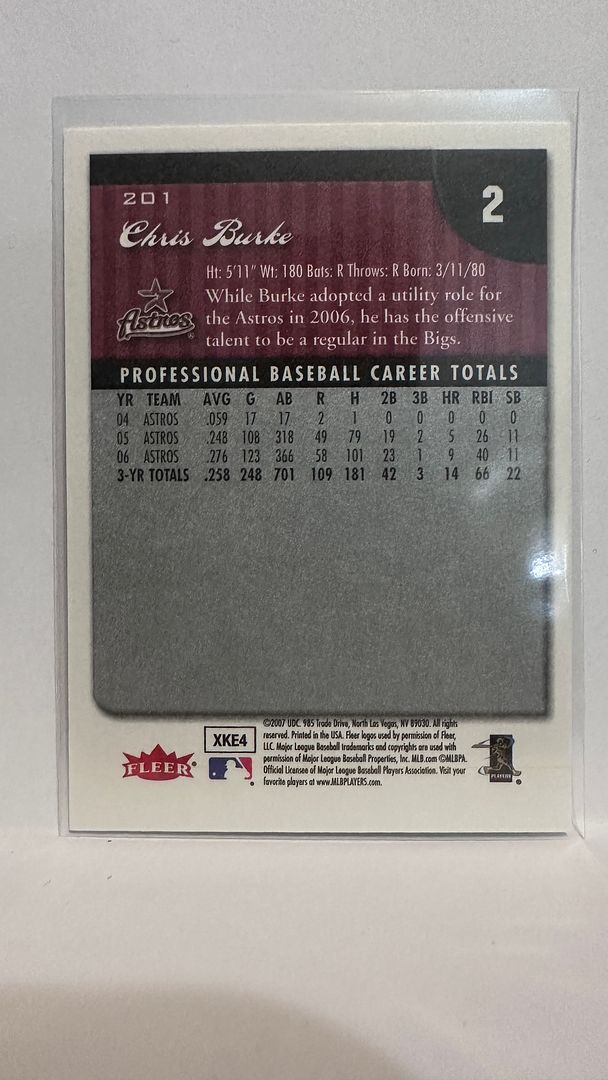 201
2
Chris Burke
Ht: 5'11" Wt: 180 Bats: R Throws: R Born: 3/11/80
Astros
While Burke adopted a utility role for
the Astros in 2006, he has the offensive
talent to be a regular in the Bigs.
PROFESSIONAL BASEBALL CAREER TOTALS
YR TEAM AVG G AB R H 2B 3B HR RBI SB
04 ASTROS .059 17 17 2 1 0 0 0 0 0
05 ASTROS .248 108 318 49 79 19 2 5 26 11
06 ASTROS .276 123 366 58 101 23 1 9 40 11
3-YR TOTALS .258 248 701 109 181 42 3 14 66 22
©2007 UDC. 985 Trade Drive, North Las Vegas, NV 89030. All rights
reserved. Printed in the USA. Fleer logos used by permission of Fleer,
LLC. Major League Baseball trademarks and copyrights are used with
permission of Major League Baseball Properties, Inc. MLB.com ©MLBPA.
Official Licensee of Major League Baseball Players Association. Visit your
favorite players at www.MLBPLAYERS.com.
XKE4
FLEER
PLAYERS